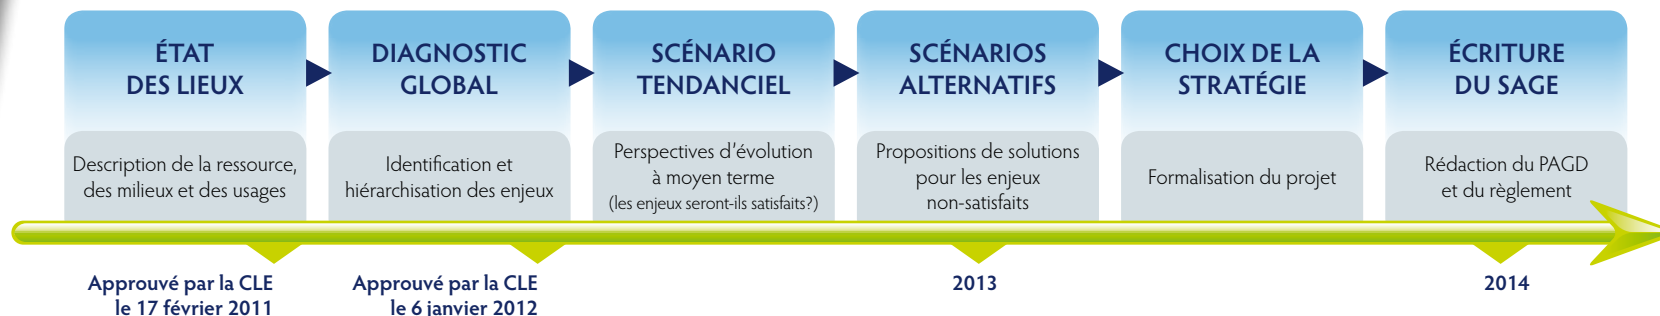 ÉTAT
DES LIEUX
DIAGNOSTIC
GLOBAL
SCÉNARIO
TENDANCIEL
SCÉNARIOS
ALTERNATIFS
CHOIX DE LA
STRATÉGIE
ÉCRITURE
DU SAGE
Description de la ressource,
des milieux et des usages
Identification et
hiérarchisation des enjeux
Perspectives d'évolution
à moyen terme
(les enjeux seront-ils satisfaits?)
Propositions de solutions
pour les enjeux
non-satisfaits
Formalisation du projet
Rédaction du PAGD
et du règlement
Approuvé par la CLE
le 17 février 2011
Approuvé par la CLE
le 6 janvier 2012
2013
2014